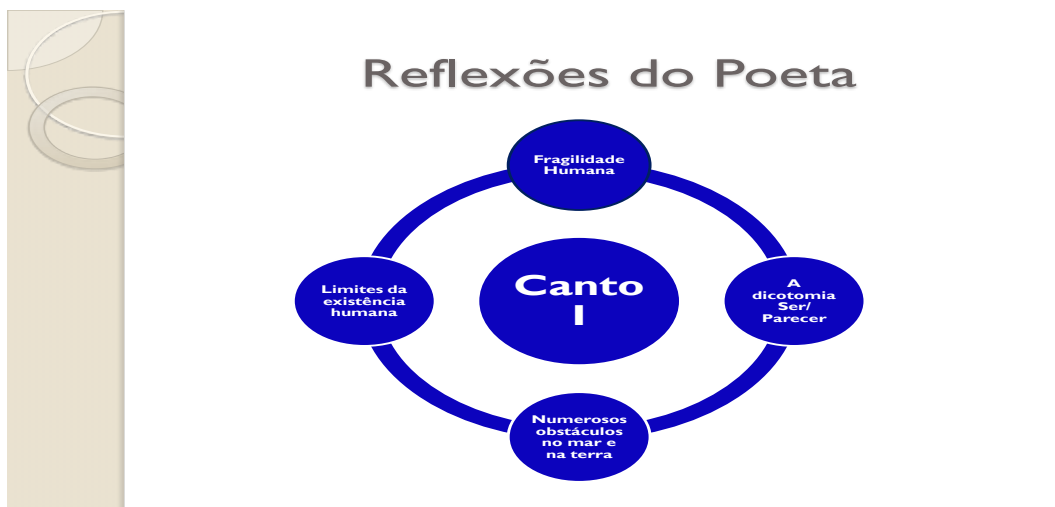 Reflexões do Poeta
Fragilidade
Humana
A
dicotomia
Ser/
Parecer
Numerosos
obstáculos
no mar e
na terra
Limites da
existência
humana
Canto
I